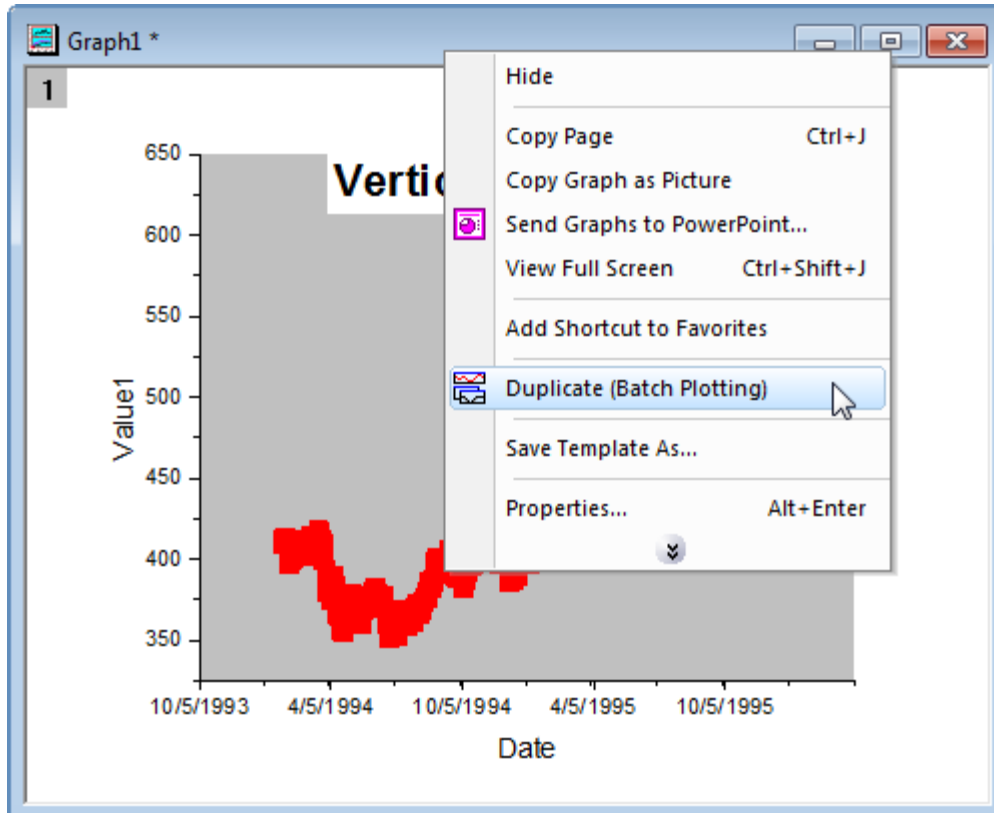 Graph1 *
1
Hide
Copy Page Ctrl+J
Copy Graph as Picture
Send Graphs to PowerPoint...
View Full Screen Ctrl+Shift+J
Add Shortcut to Favorites
Duplicate (Batch Plotting)
Save Template As...
Properties... Alt+Enter
650
600
550
500
450
400
350
Value1
10/5/1993 4/5/1994 10/5/1994 4/5/1995 10/5/1995
Date